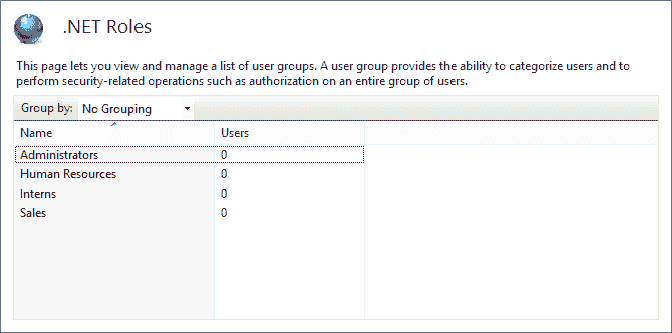 .NET Roles
This page lets you view and manage a list of user groups. A user group provides the ability to categorize users and to
perform security-related operations such as authorization on an entire group of users.
Group by: No Grouping
Name Users
Administrators 0
Human Resources 0
Interns 0
Sales 0